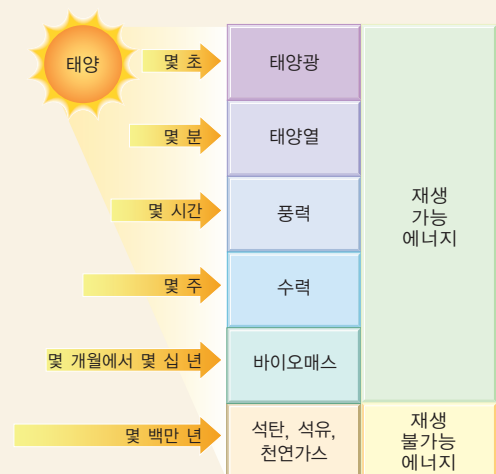 태양
몇 초
태양광
몇 분
태양열
몇 시간
풍력
몇 주
수력
몇 개월에서 몇 십 년
바이오매스
재생
가능
에너지
몇 백만 년
석탄, 석유,
천연가스
재생
불가능
에너지